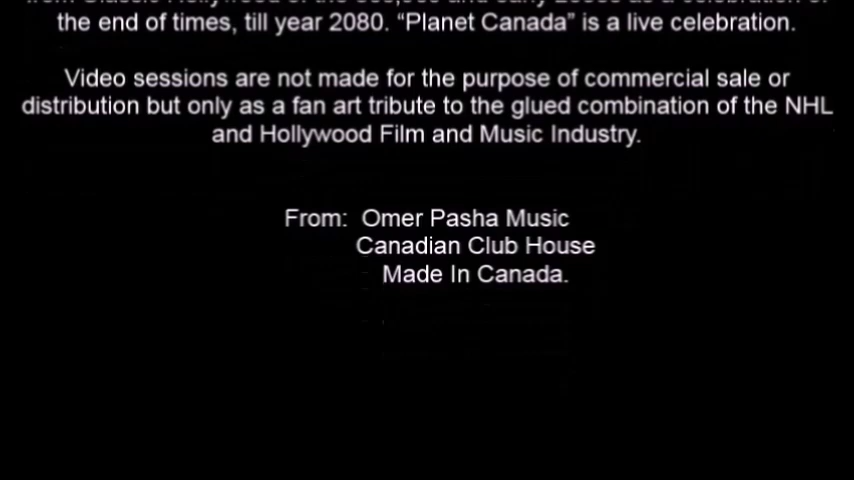 the end of times, till year 2080. “Planet Canada” is a live celebration.
Video sessions are not made for the purpose of commercial sale or
distribution but only as a fan art tribute to the glued combination of the NHL
and Hollywood Film and Music Industry.
From: Omer Pasha Music
Canadian Club House
Made In Canada.